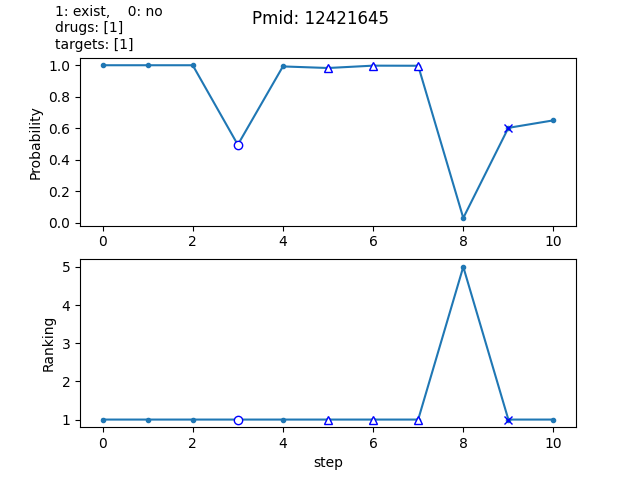 1: exist,    0: no
drugs: [1]
targets: [1]
Pmid: 12421645
Probability
1.0
0.8
0.6
0.4
0.2
0.0
0 2 4 6 8 10
Ranking
5
4
3
2
1
0 2 4 6 8 10
step